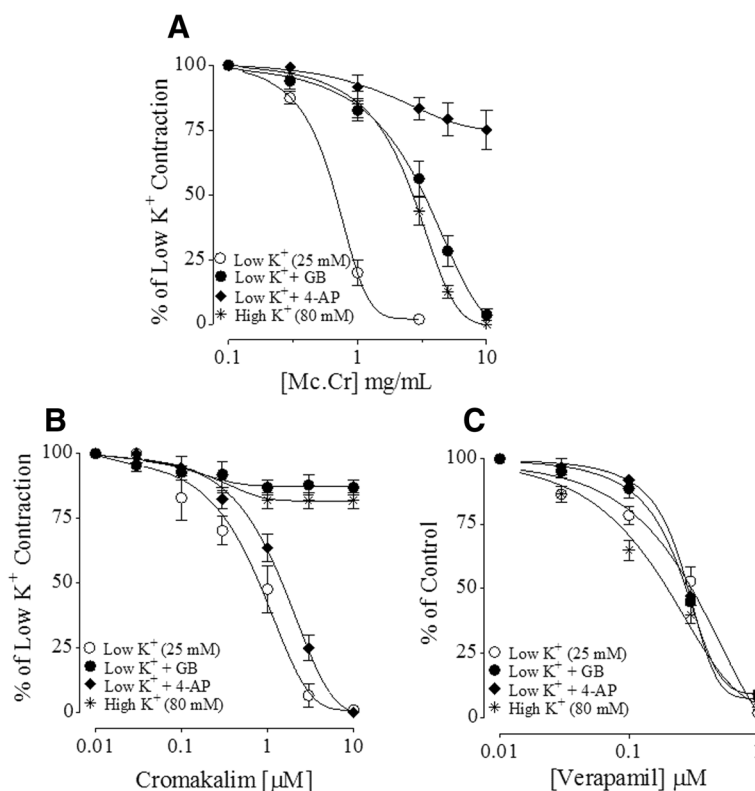 A
100
75
50
25
0
% of Low K+ Contraction
Low K+ (25 mM)
Low K+ + GB
Low K+ + 4-AP
High K+ (80 mM)
0.1
1
10
[Mc.Cr] mg/mL
B
100
75
50
25
0
% of Low K+ Contraction
Low K+ (25 mM)
Low K+ + GB
Low K+ + 4-AP
High K+ (80 mM)
0.01
0.1
1
10
Cromakalim [µM]
C
100
75
50
25
0
% of Control
Low K+ (25 mM)
Low K+ + GB
Low K+ + 4-AP
High K+ (80 mM)
0.01
0.1
[Verapamil] µM